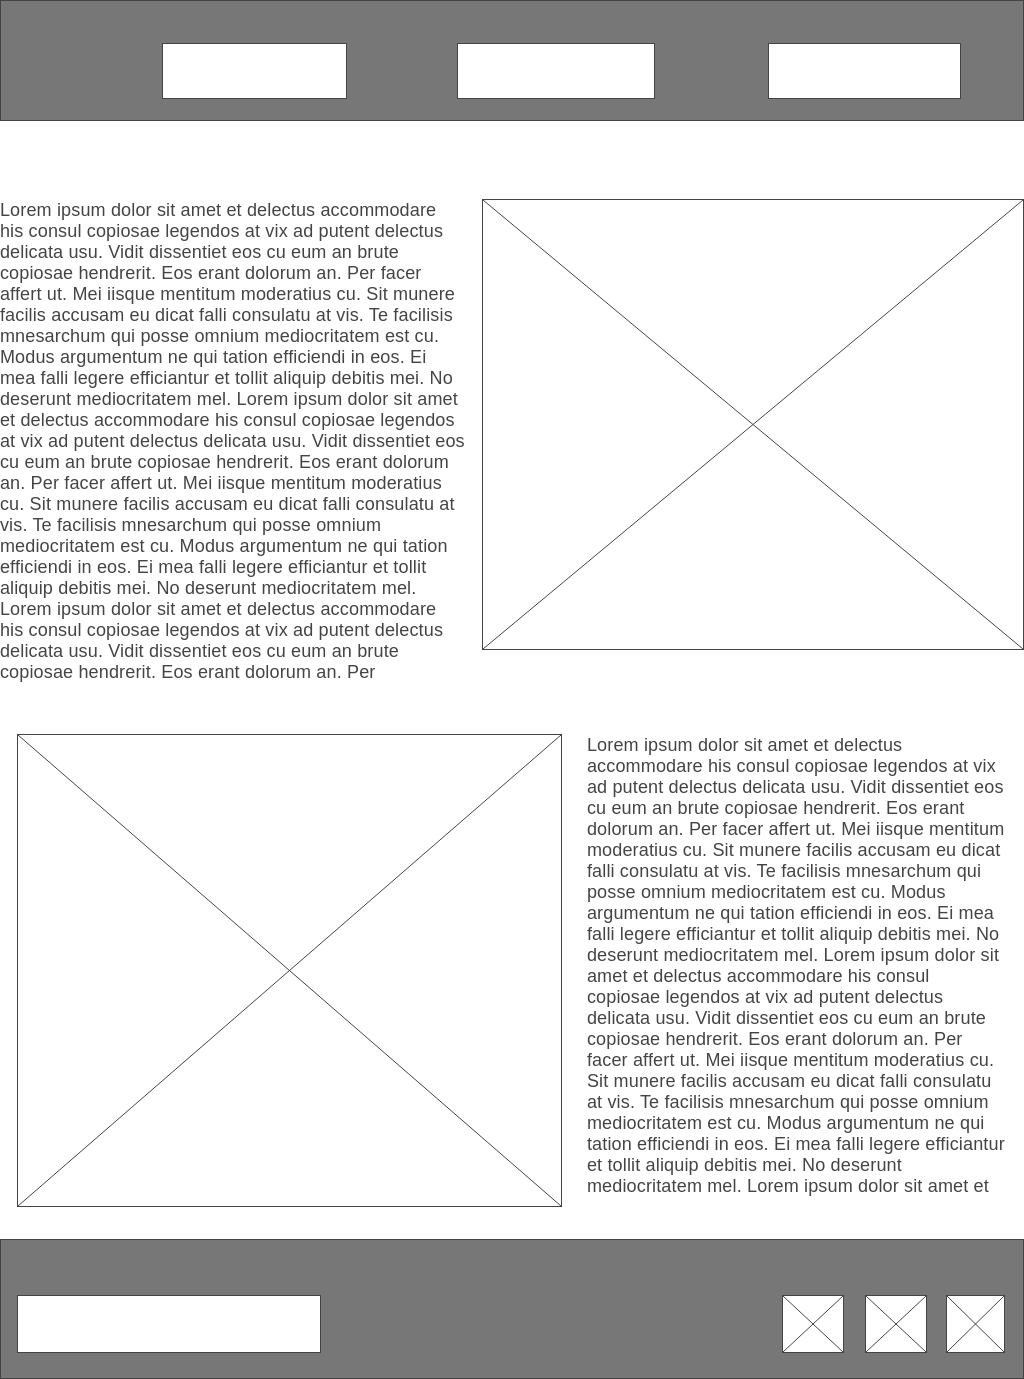 Lorem ipsum dolor sit amet et delectus accommodare
his consul copiosae legendos at vix ad putent delectus
delicata usu. Vidit dissentiet eos cu eum an brute
copiosae hendrerit. Eos erant dolorum an. Per facer
affert ut. Mei iisque mentitum moderatius cu. Sit munere
facilis accusam eu dicat falli consulatu at vis. Te facilisis
mnesarchum qui posse omnium mediocritatem est cu.
Modus argumentum ne qui tation efficiendi in eos. Ei
mea falli legere efficiantur et tollit aliquip debitis mei. No
deserunt mediocritatem mel. Lorem ipsum dolor sit amet
et delectus accommodare his consul copiosae legendos
at vix ad putent delectus delicata usu. Vidit dissentiet eos
cu eum an brute copiosae hendrerit. Eos erant dolorum
an. Per facer affert ut. Mei iisque mentitum moderatius
cu. Sit munere facilis accusam eu dicat falli consulatu at
vis. Te facilisis mnesarchum qui posse omnium
mediocritatem est cu. Modus argumentum ne qui tation
efficiendi in eos. Ei mea falli legere efficiantur et tollit
aliquip debitis mei. No deserunt mediocritatem mel.
Lorem ipsum dolor sit amet et delectus accommodare
his consul copiosae legendos at vix ad putent delectus
delicata usu. Vidit dissentiet eos cu eum an brute
copiosae hendrerit. Eos erant dolorum an. Per
Lorem ipsum dolor sit amet et delectus
accommodare his consul copiosae legendos at vix
ad putent delectus delicata usu. Vidit dissentiet eos
cu eum an brute copiosae hendrerit. Eos erant
dolorum an. Per facer affert ut. Mei iisque mentitum
moderatius cu. Sit munere facilis accusam eu dicat
falli consulatu at vis. Te facilisis mnesarchum qui
posse omnium mediocritatem est cu. Modus
argumentum ne qui tation efficiendi in eos. Ei mea
falli legere efficiantur et tollit aliquip debitis mei. No
deserunt mediocritatem mel. Lorem ipsum dolor sit
amet et delectus accommodare his consul
copiosae legendos at vix ad putent delectus
delicata usu. Vidit dissentiet eos cu eum an brute
copiosae hendrerit. Eos erant dolorum an. Per
facer affert ut. Mei iisque mentitum moderatius cu.
Sit munere facilis accusam eu dicat falli consulatu
at vis. Te facilisis mnesarchum qui posse omnium
mediocritatem est cu. Modus argumentum ne qui
tation efficiendi in eos. Ei mea falli legere efficiantur
et tollit aliquip debitis mei. No deserunt
mediocritatem mel. Lorem ipsum dolor sit amet et